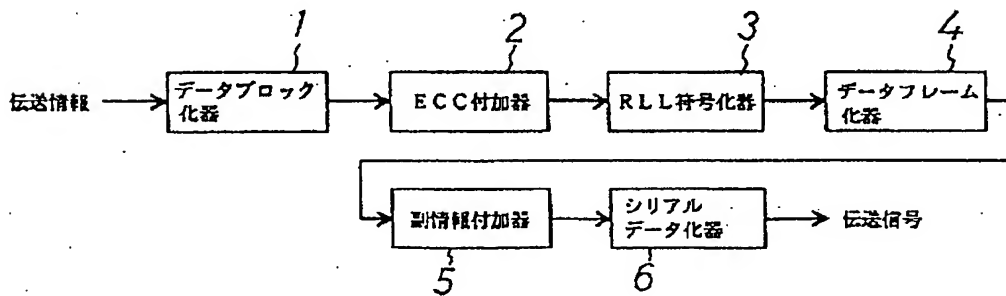 1
2
3
4
伝送情報
データブロック
化器
ECC付加器
RLL符号化器
データフレーム
化器
副情報付加器
シリアル
データ化器
伝送信号
5
6